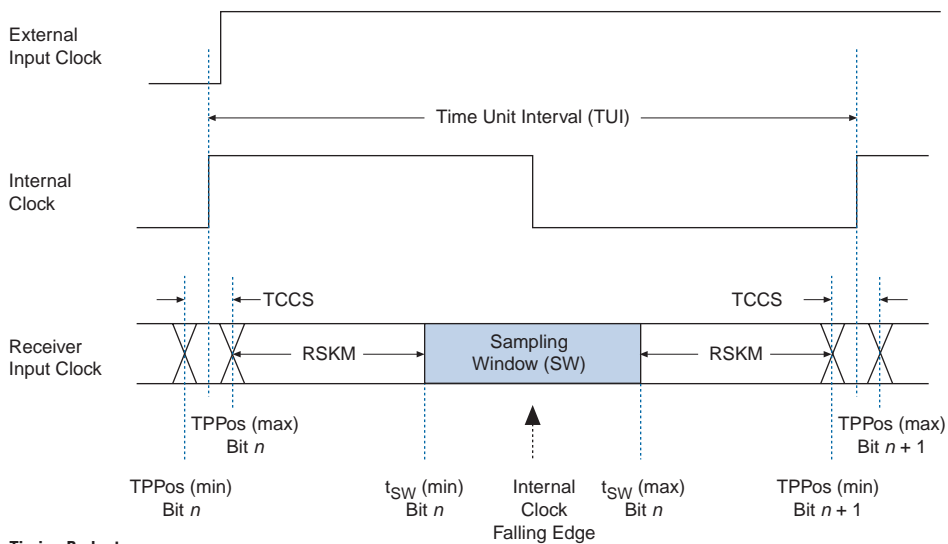 External
Input Clock
Time Unit Interval (TUI)
Internal
Clock
TCCS
TCCS
Receiver
Input Clock
RSKM
Sampling
Window (SW)
RSKM
TPPos (max)
Bit n
TPPos (max)
Bit n + 1
TPPos (min)
Bit n
tSW (min)
Bit n
Internal
Clock
Falling Edge
tSW (max)
Bit n
TPPos (min)
Bit n + 1